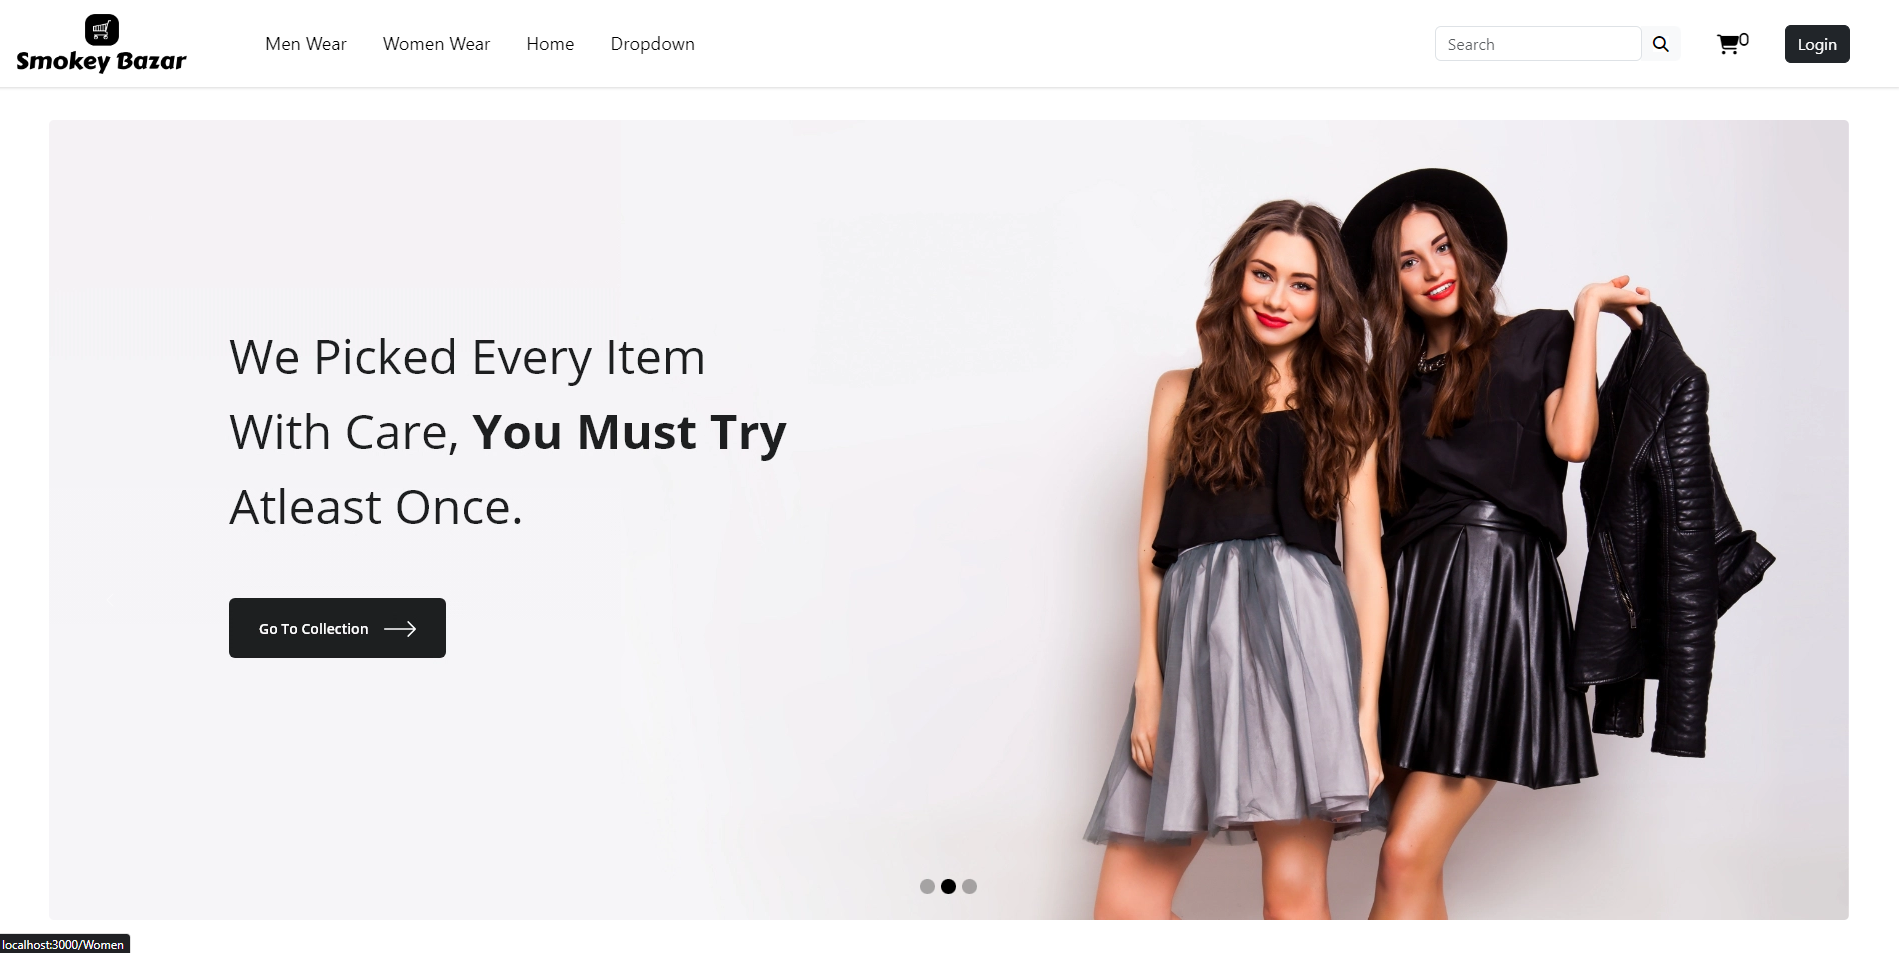 Smokey Bazar
Men Wear
Women Wear
Home
Dropdown
Search
0
Login
We Picked Every Item
With Care, You Must Try
Atleast Once.
Go To Collection
localhost:3000/Women